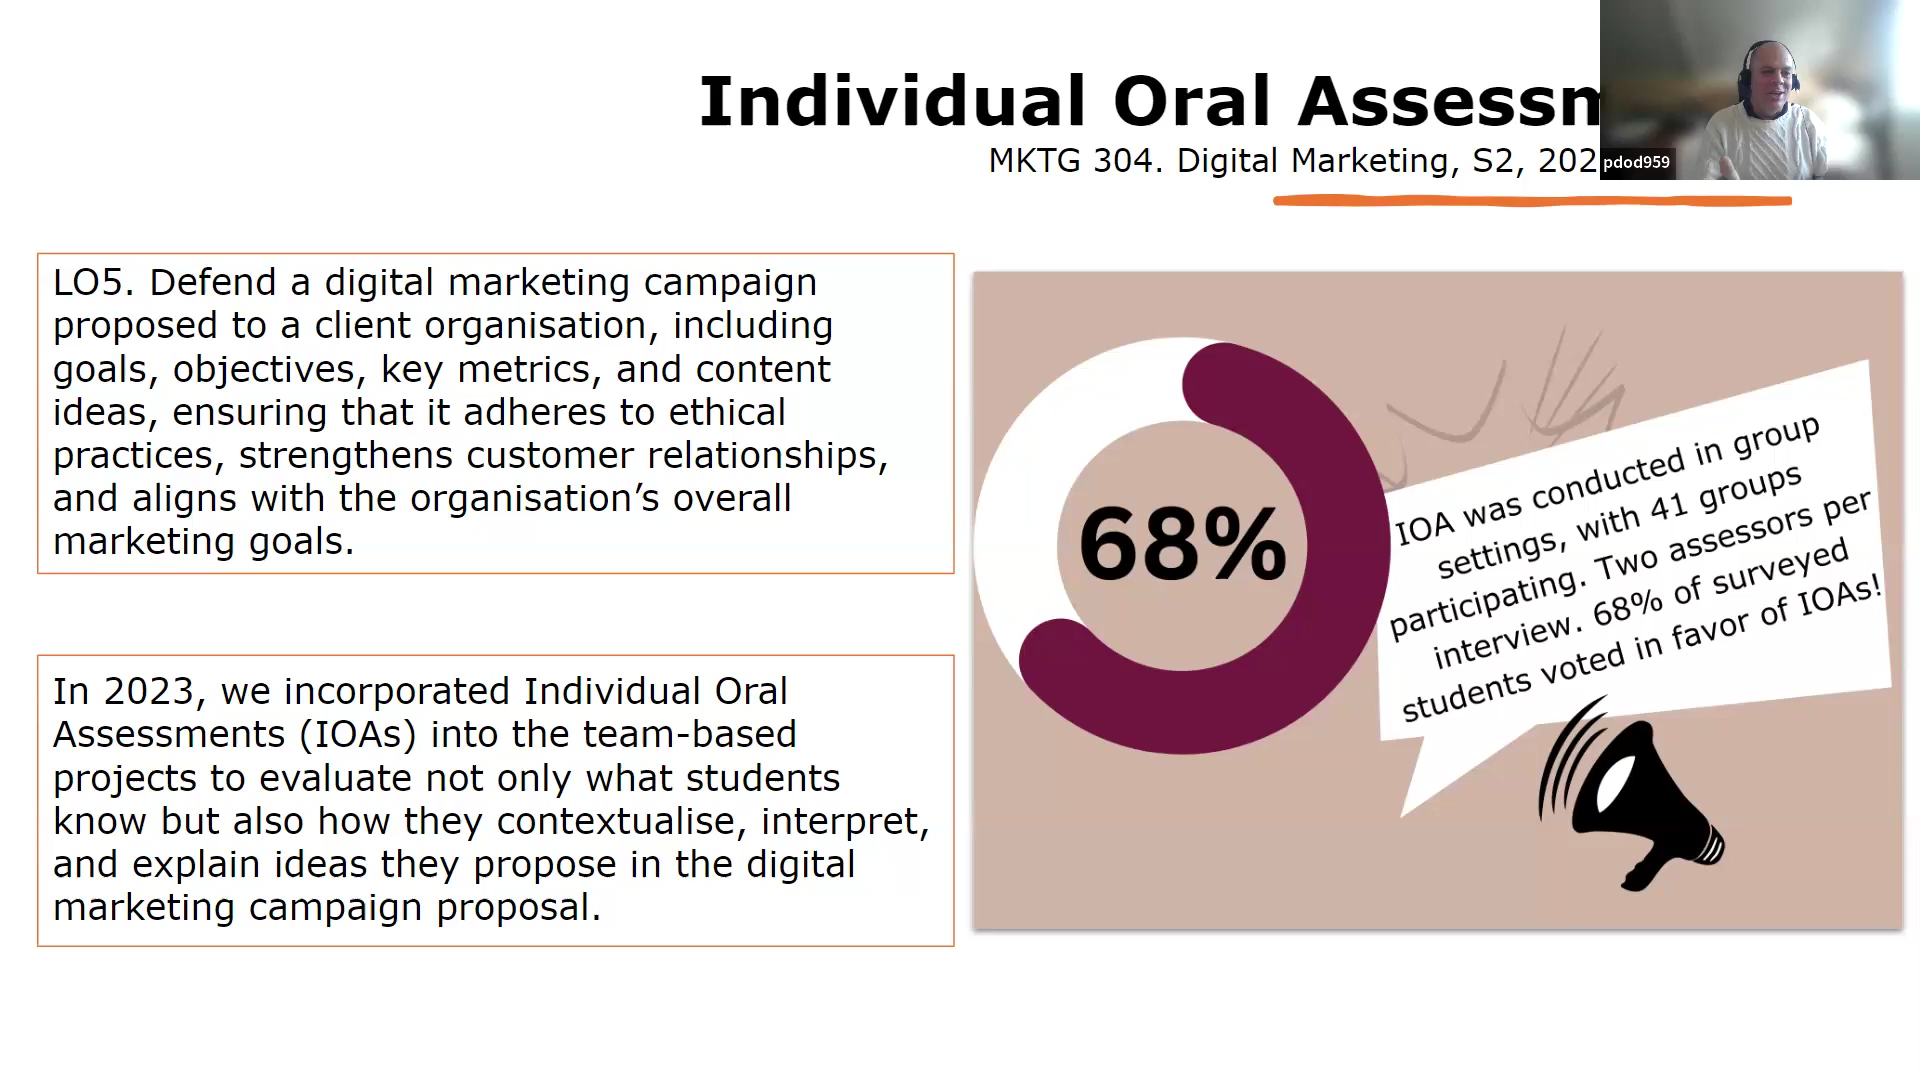 Individual Oral Assessm
MKTG 304. Digital Marketing, S2, 202
pdod959
LO5. Defend a digital marketing campaign
proposed to a client organisation, including
goals, objectives, key metrics, and content
ideas, ensuring that it adheres to ethical
practices, strengthens customer relationships,
and aligns with the organisation’s overall
marketing goals.
In 2023, we incorporated Individual Oral
Assessments (IOAs) into the team-based
projects to evaluate not only what students
know but also how they contextualise, interpret,
and explain ideas they propose in the digital
marketing campaign proposal.
68%
IOA was conducted in group
settings, with 41 groups
participating. Two assessors per
interview. 68% of surveyed
students voted in favor of IOAs!